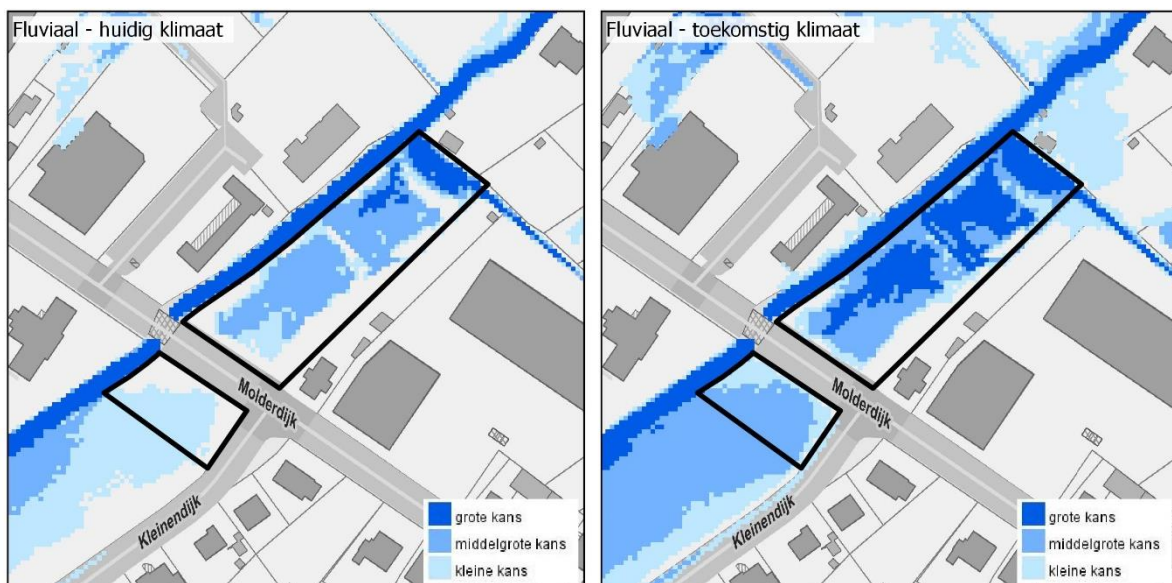 Fluviaal - huidig klimaat
Molderdijk
Kleinendijk
grote kans
middelgrote kans
kleine kans
Fluviaal - toekomstig klimaat
Molderdijk
Kleinendijk
grote kans
middelgrote kans
kleine kans